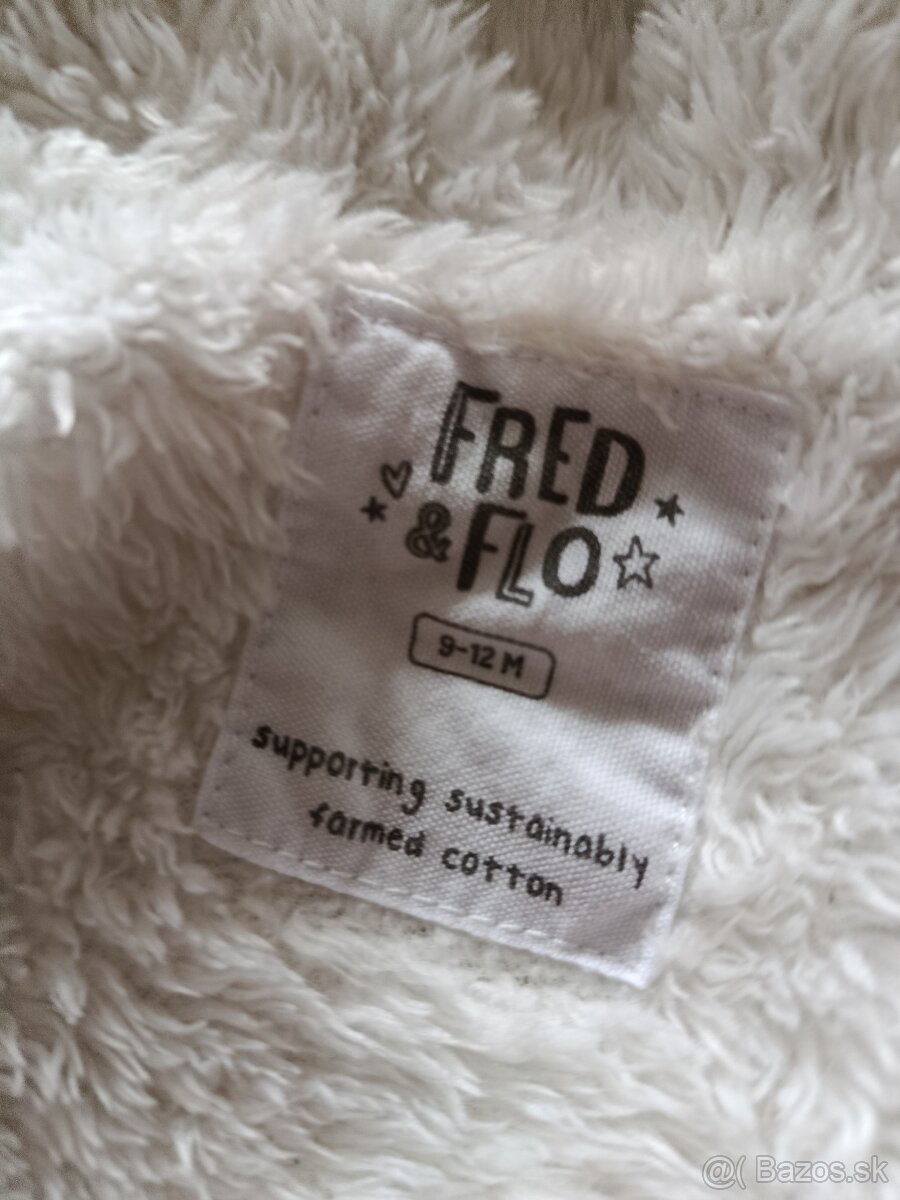 FRED
& FLO
9-12 M
supporting sustainably
farmed cotton
@( Bazos.sk